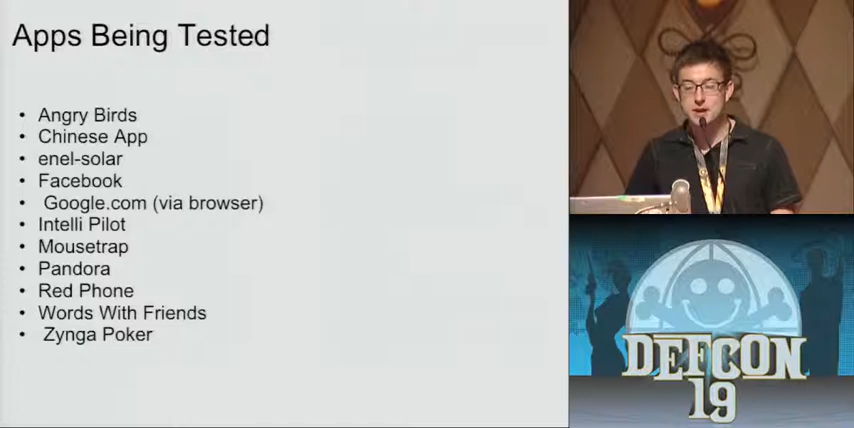 Apps Being Tested
• Angry Birds
• Chinese App
• enel-solar
• Facebook
• Google.com (via browser)
• Intelli Pilot
• Mousetrap
• Pandora
• Red Phone
• Words With Friends
• Zynga Poker
DEFCON
19